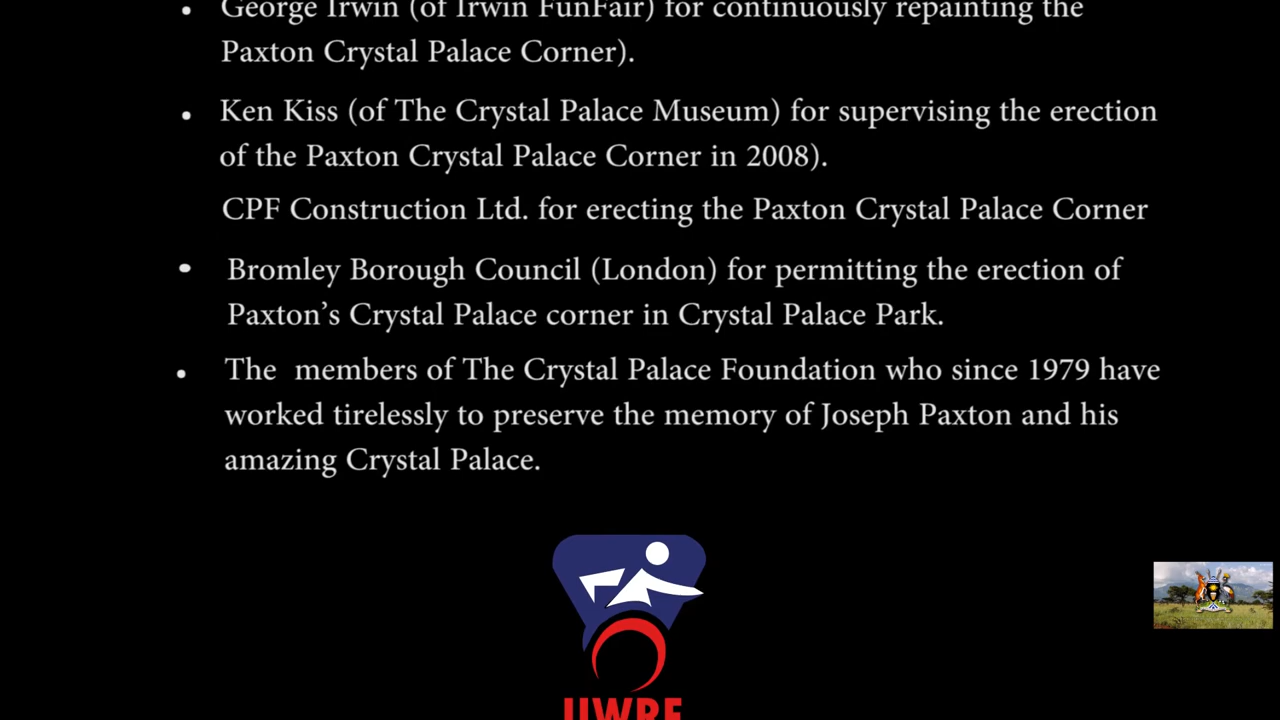 • George Irwin (of Irwin FunFair) for continuously repainting the
Paxton Crystal Palace Corner).
• Ken Kiss (of The Crystal Palace Museum) for supervising the erection
of the Paxton Crystal Palace Corner in 2008).
CPF Construction Ltd. for erecting the Paxton Crystal Palace Corner
• Bromley Borough Council (London) for permitting the erection of
Paxton’s Crystal Palace corner in Crystal Palace Park.
• The members of The Crystal Palace Foundation who since 1979 have
worked tirelessly to preserve the memory of Joseph Paxton and his
amazing Crystal Palace.